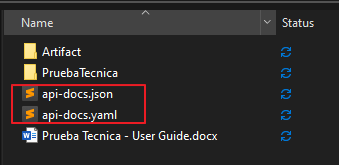 Name Status
Artifact
PruebaTecnica
api-docs.json
api-docs.yaml
Prueba Tecnica - User Guide.docx